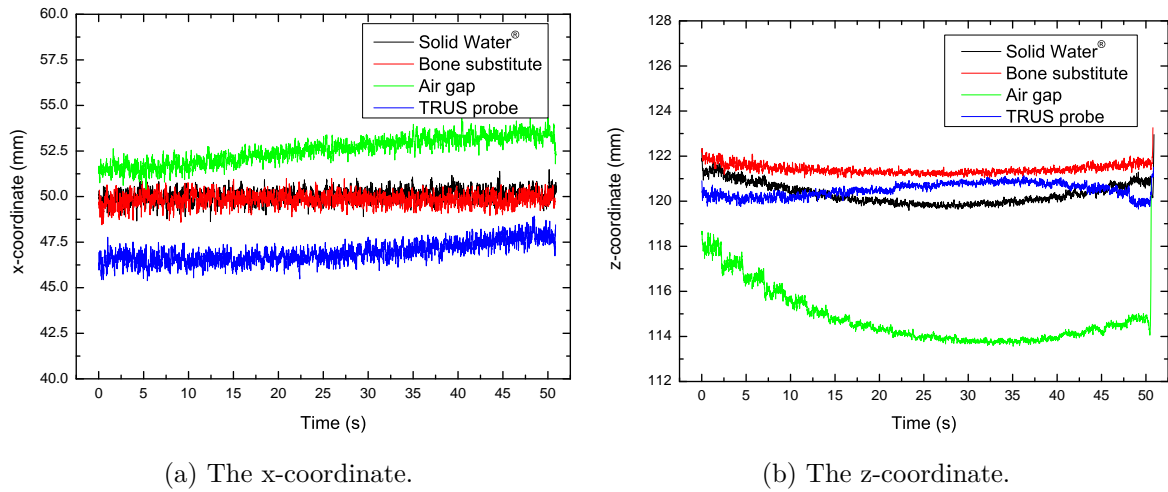 60.0
57.5
55.0
52.5
50.0
47.5
45.0
42.5
40.0
x-coordinate (mm)
Solid Water®
Bone substitute
Air gap
TRUS probe
0 5 10 15 20 25 30 35 40 45 50
Time (s)
(a) The x-coordinate.
128
126
124
122
120
118
116
114
112
z-coordinate (mm)
Solid Water®
Bone substitute
Air gap
TRUS probe
0 5 10 15 20 25 30 35 40 45 50
Time (s)
(b) The z-coordinate.